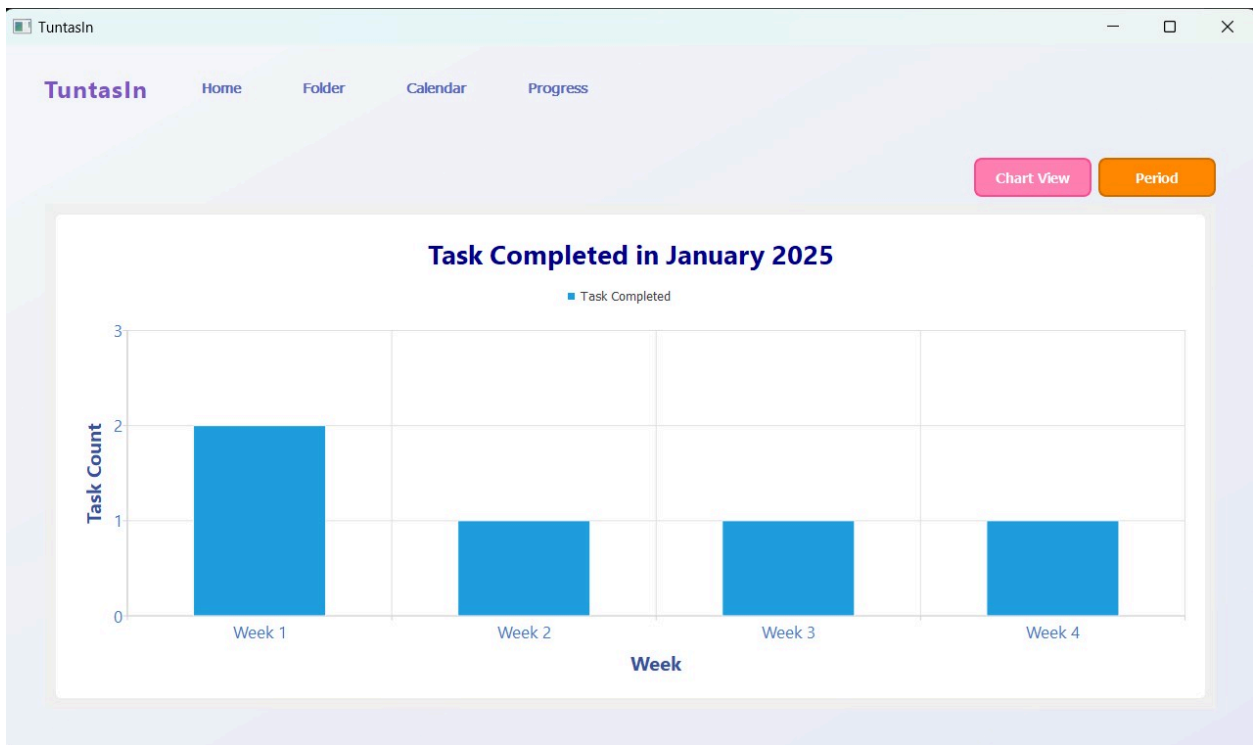 TuntasIn
TuntasIn Home Folder Calendar Progress
Chart View Period
Task Completed in January 2025
Task Completed
3
2
1
0
Task Count
Week 1 Week 2 Week 3 Week 4
Week